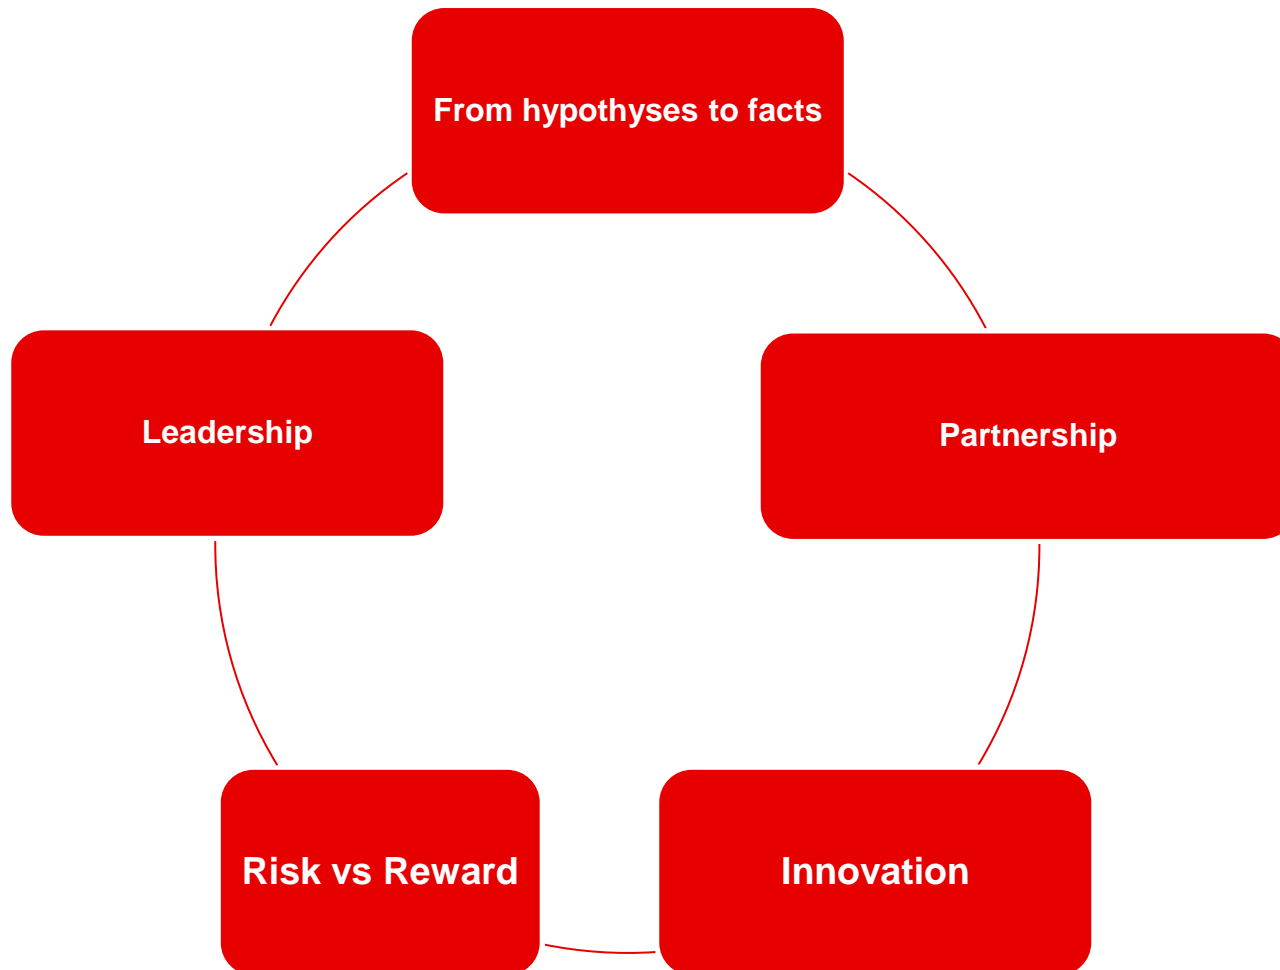 From hypothyses to facts
Leadership
Partnership
Risk vs Reward
Innovation